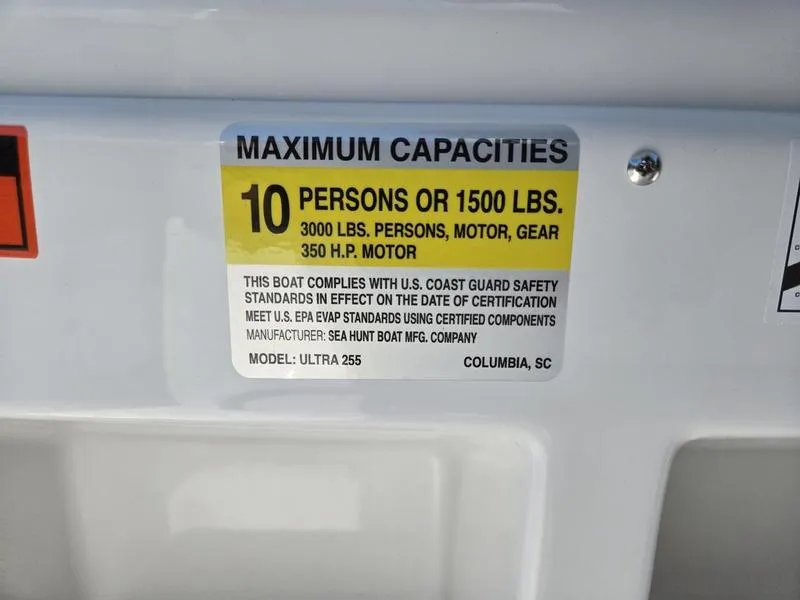 MAXIMUM CAPACITIES
10 PERSONS OR 1500 LBS.
3000 LBS. PERSONS, MOTOR, GEAR
350 H.P. MOTOR
THIS BOAT COMPLIES WITH U.S. COAST GUARD SAFETY
STANDARDS IN EFFECT ON THE DATE OF CERTIFICATION
MEET U.S. EPA EVAP STANDARDS USING CERTIFIED COMPONENTS
MANUFACTURER: SEA HUNT BOAT MFG. COMPANY
MODEL: ULTRA 255 COLUMBIA, SC